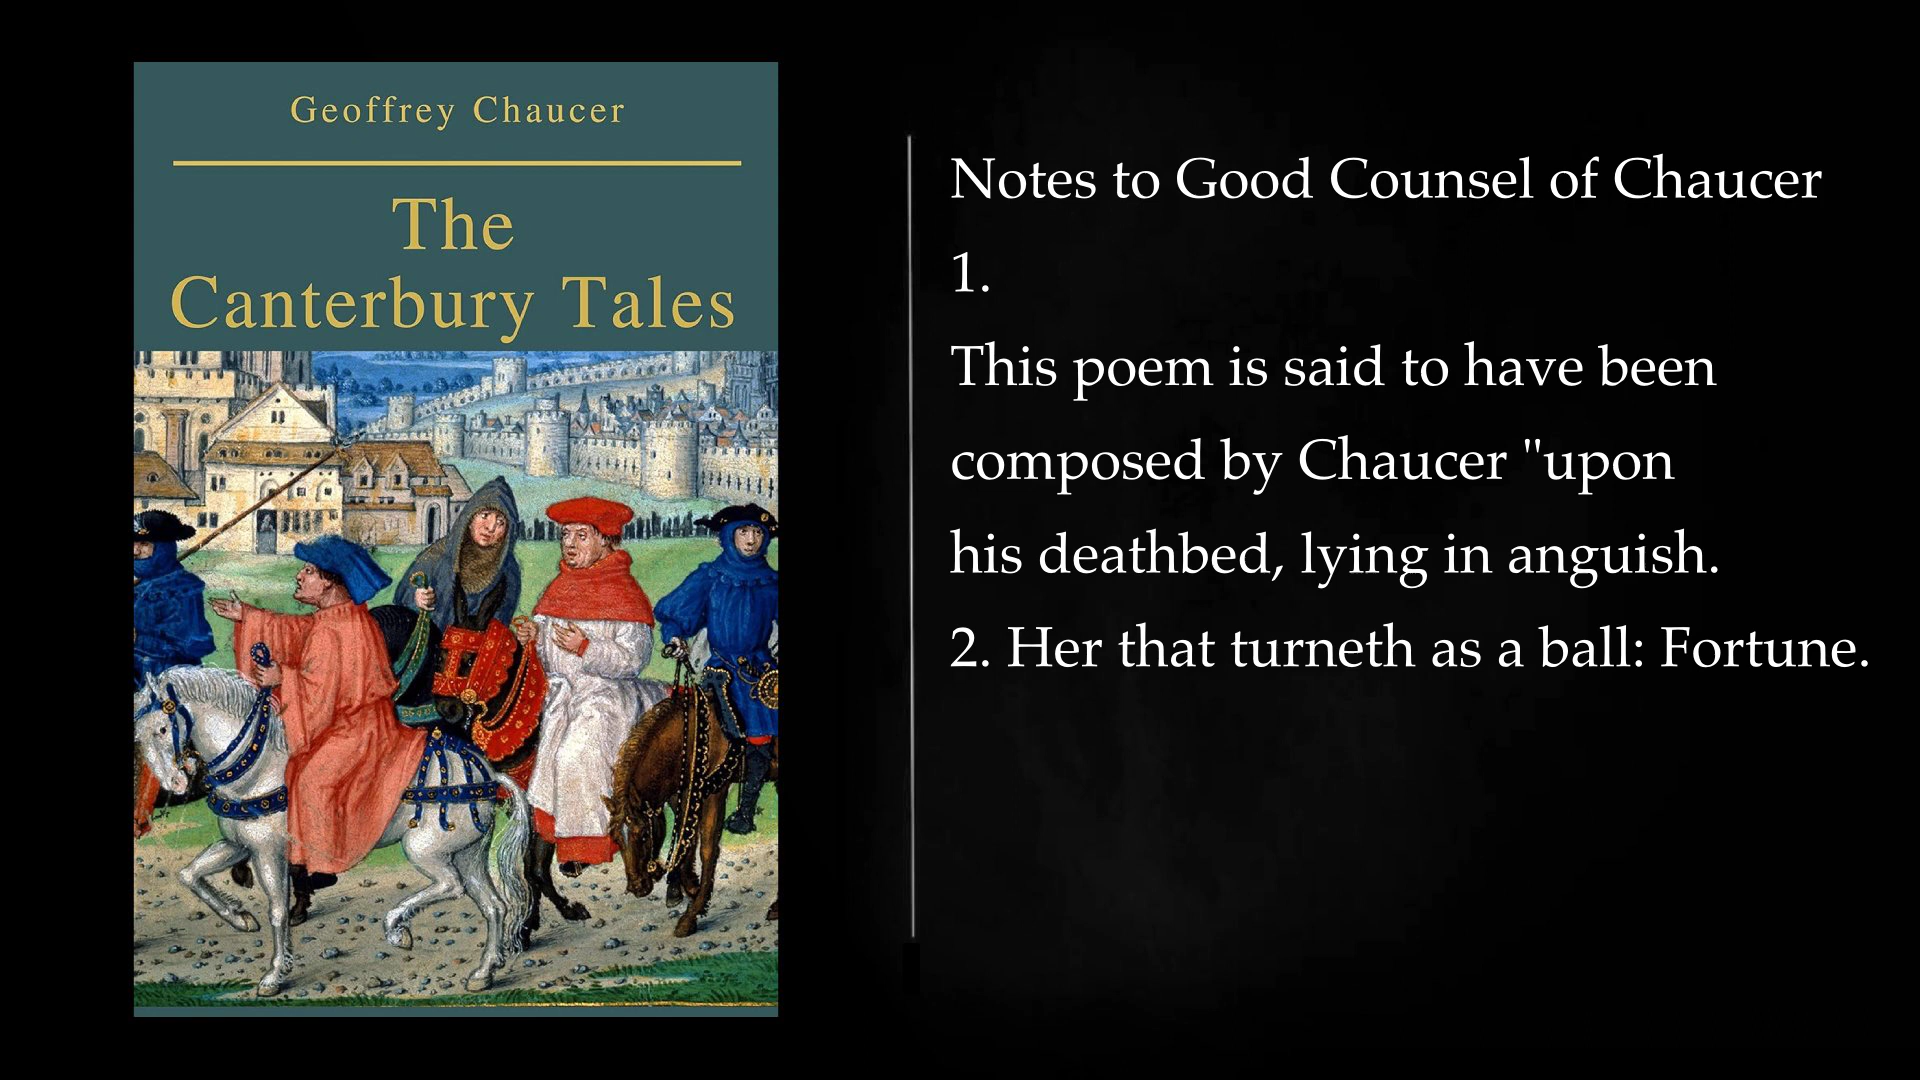 Geoffrey Chaucer
The
Canterbury Tales
Notes to Good Counsel of Chaucer
1.
This poem is said to have been
composed by Chaucer "upon
his deathbed, lying in anguish.
2. Her that turneth as a ball: Fortune.